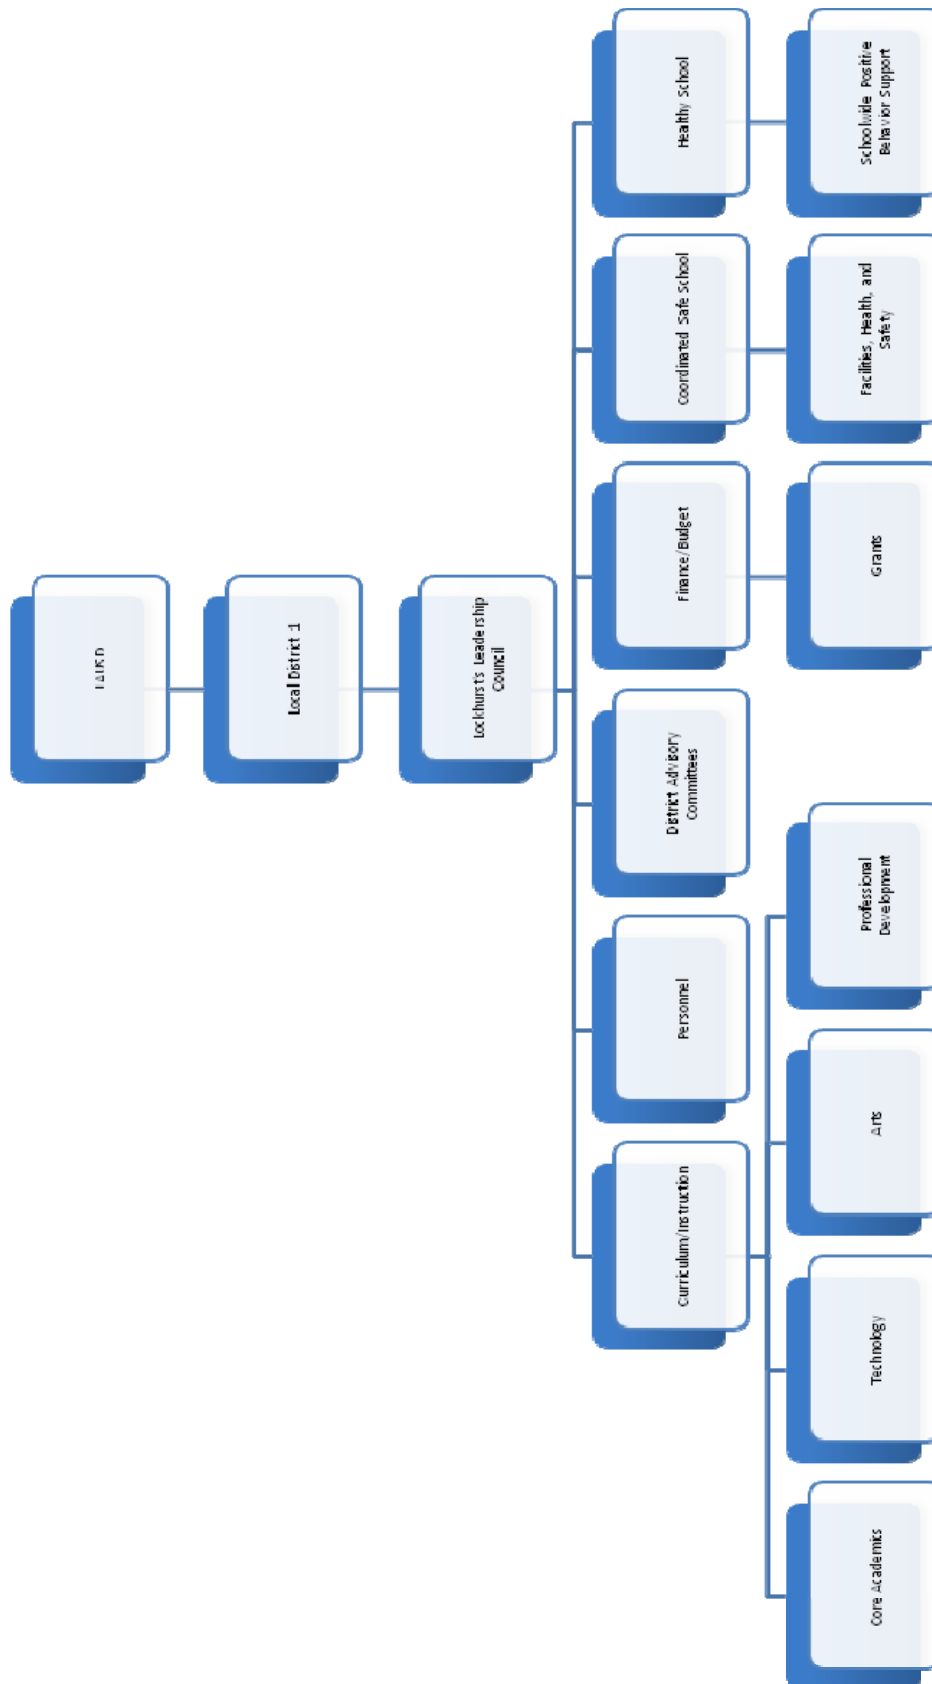 LAUSD
Local District 1
Lockhurst's Leadership
Council
Curriculum/Instruction
Personnel
District Advisory
Committees
Finance/Budget
Coordinated Safe School
Healthy School
Core Academics
Technology
Arts
Professional
Development
Grants
Facilities, Health, and
Safety
Schoolwide Positive
Behavior Support